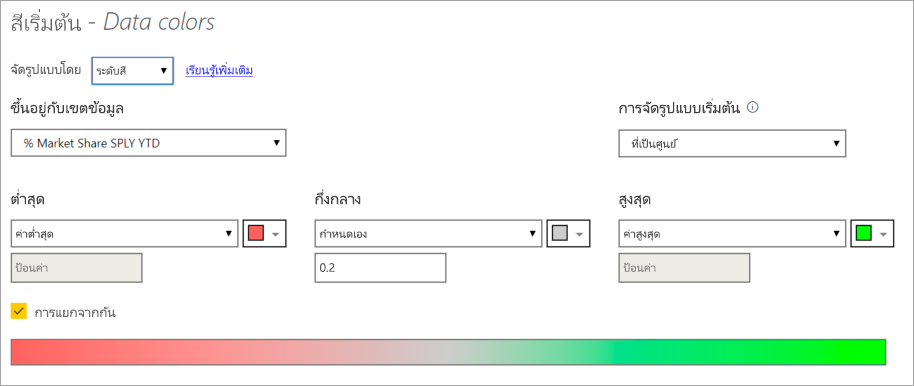 สีเริ่มต้น - Data colors
จัดรูปแบบโดย ระดับสี เรียนรู้เพิ่มเติม
ขึ้นอยู่กับเขตข้อมูล การจัดรูปแบบเริ่มต้น
% Market Share SPLY YTD ที่เป็นศูนย์
ต่ำสุด กึ่งกลาง สูงสุด
ค่าต่ำสุด กำหนดเอง ค่าสูงสุด
ป้อนค่า 0.2 ป้อนค่า
การแยกจากกัน